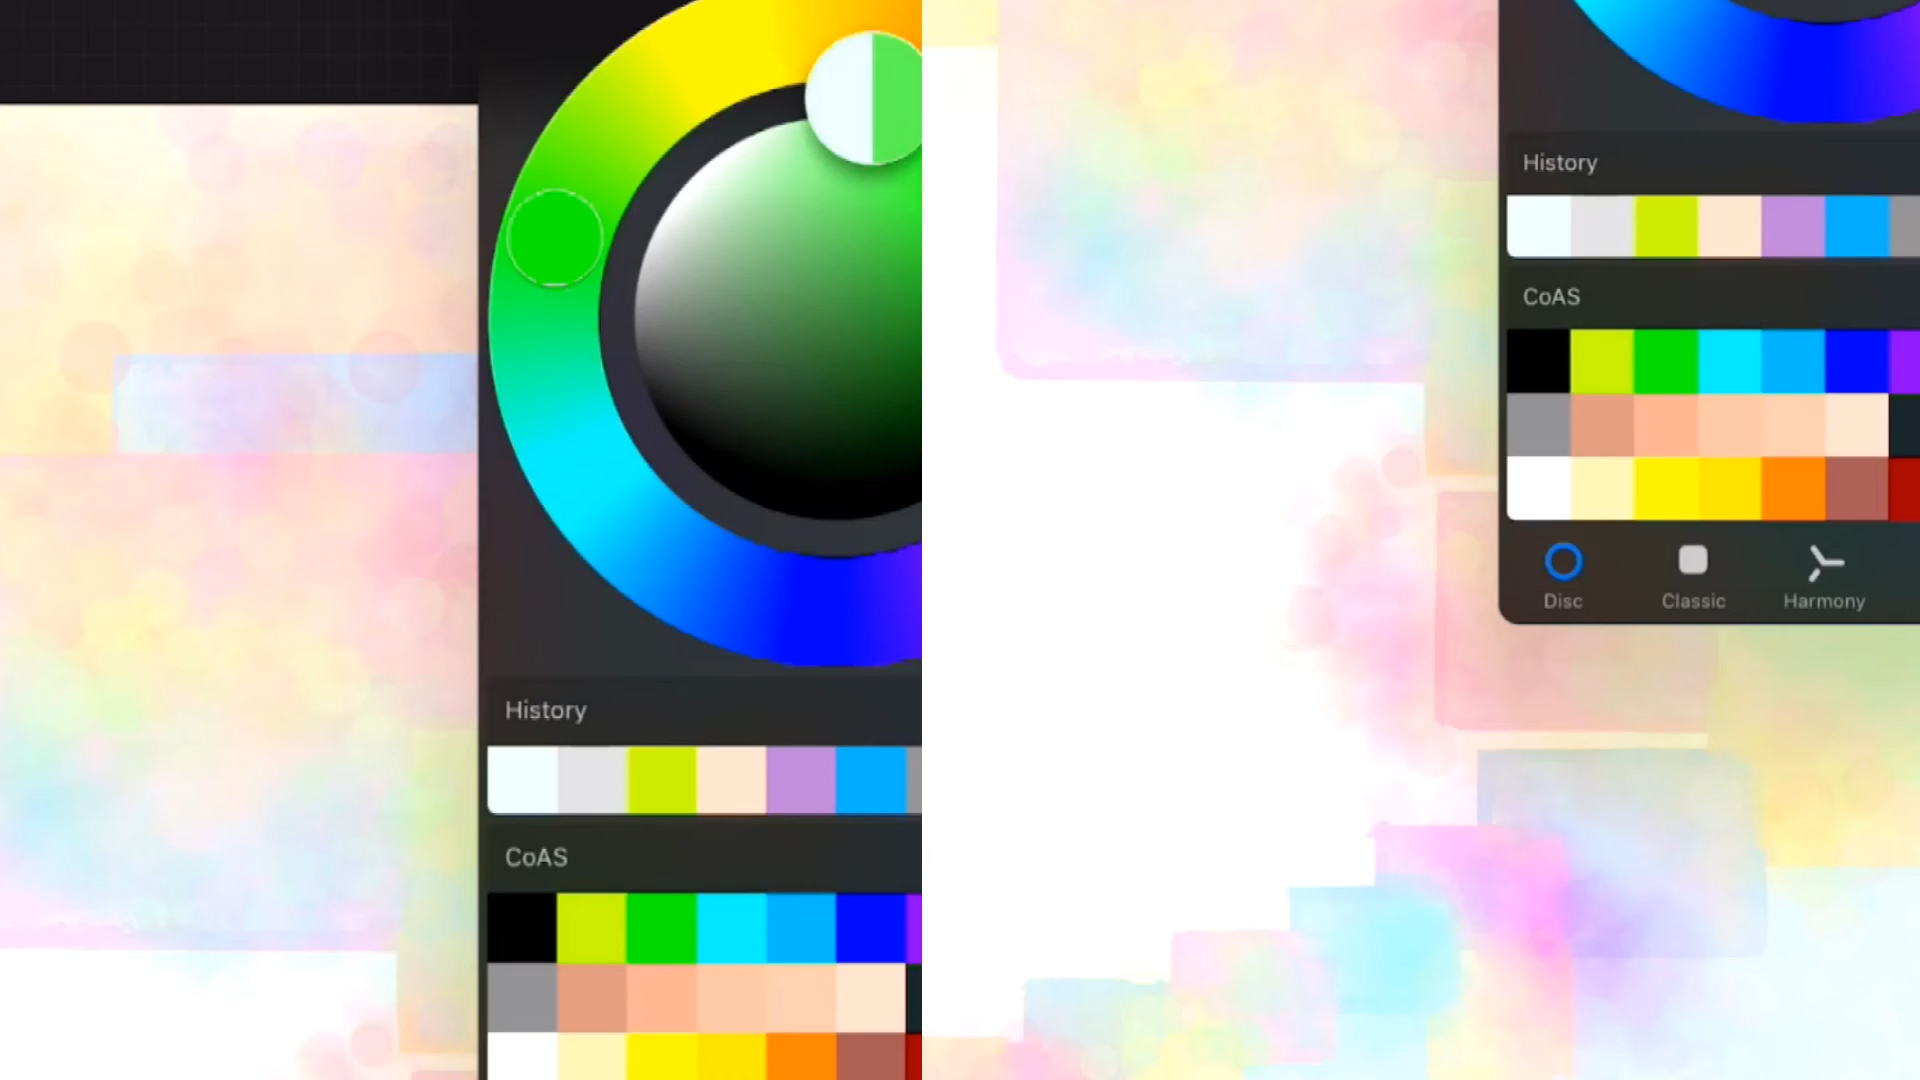 History
CoAS
History
CoAS
Disc
Classic
Harmony